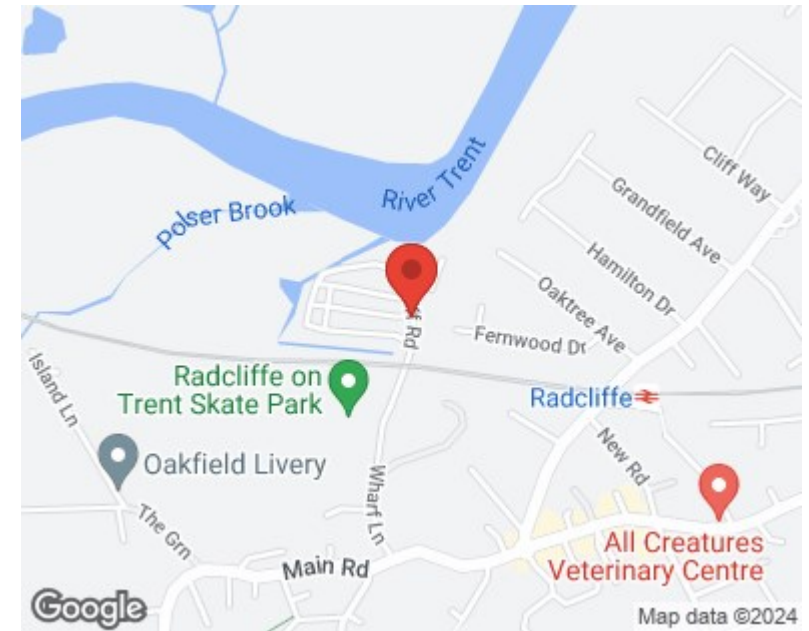 River Trent
Polser Brook
Cliff Way
Grandfield Ave
Hamilton Dr
Oaktree Ave
Fernwood Dr
Rd
Island Ln
Radcliffe on
Trent Skate Park
Radcliffe
New Rd
Oakfield Livery
Wharf Ln
The Grn
Main Rd
All Creatures
Veterinary Centre
Google
Map data ©2024